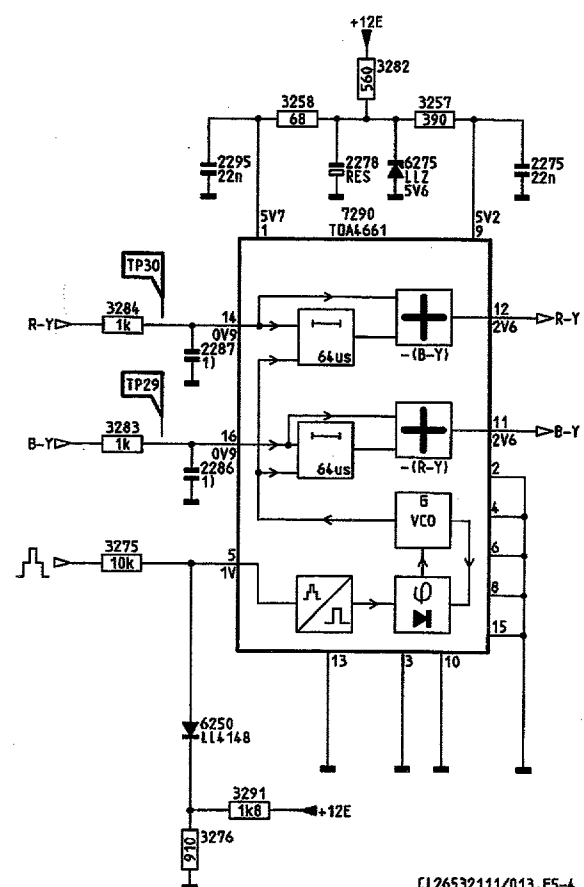 +12E
3282
560
3258
68
3257
390
2295
22n
2278
RES
6275
LLZ
5V6
2275
22n
5V7
1
7290
TDA4661
5V2
9
TP30
3284
R-Y
1k
14
0V9
2287
1)
64us
-(B-Y)
12
2V6
R-Y
TP29
3283
B-Y
1k
16
0V9
2286
1)
64us
-(R-Y)
11
2V6
B-Y
2
4
6
8
15
G
VCO
φ
3275
10k
5
1V
13
3
10
6250
LL4148
3291
1k8
+12E
3276
910
CL26532111/013 F5-4